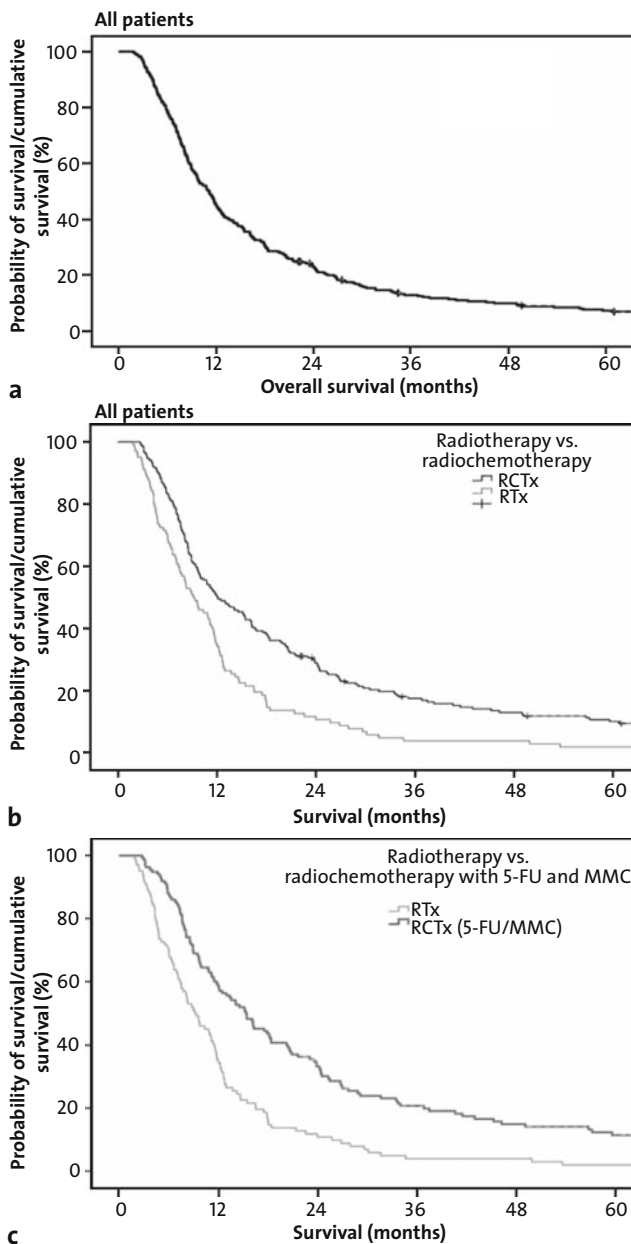 All patients
Probability of survival/cumulative
survival (%)
100
80
60
40
20
0
0 12 24 36 48 60
Overall survival (months)
a
All patients
Probability of survival/cumulative
survival (%)
100
80
60
40
20
0
Radiotherapy vs.
radiochemotherapy
RCTx
RTx
0 12 24 36 48 60
Survival (months)
b
Probability of survival/cumulative
survival (%)
100
80
60
40
20
0
Radiotherapy vs.
radiochemotherapy with 5-FU and MMC
RTx
RCTx (5-FU/MMC)
0 12 24 36 48 60
Survival (months)
c